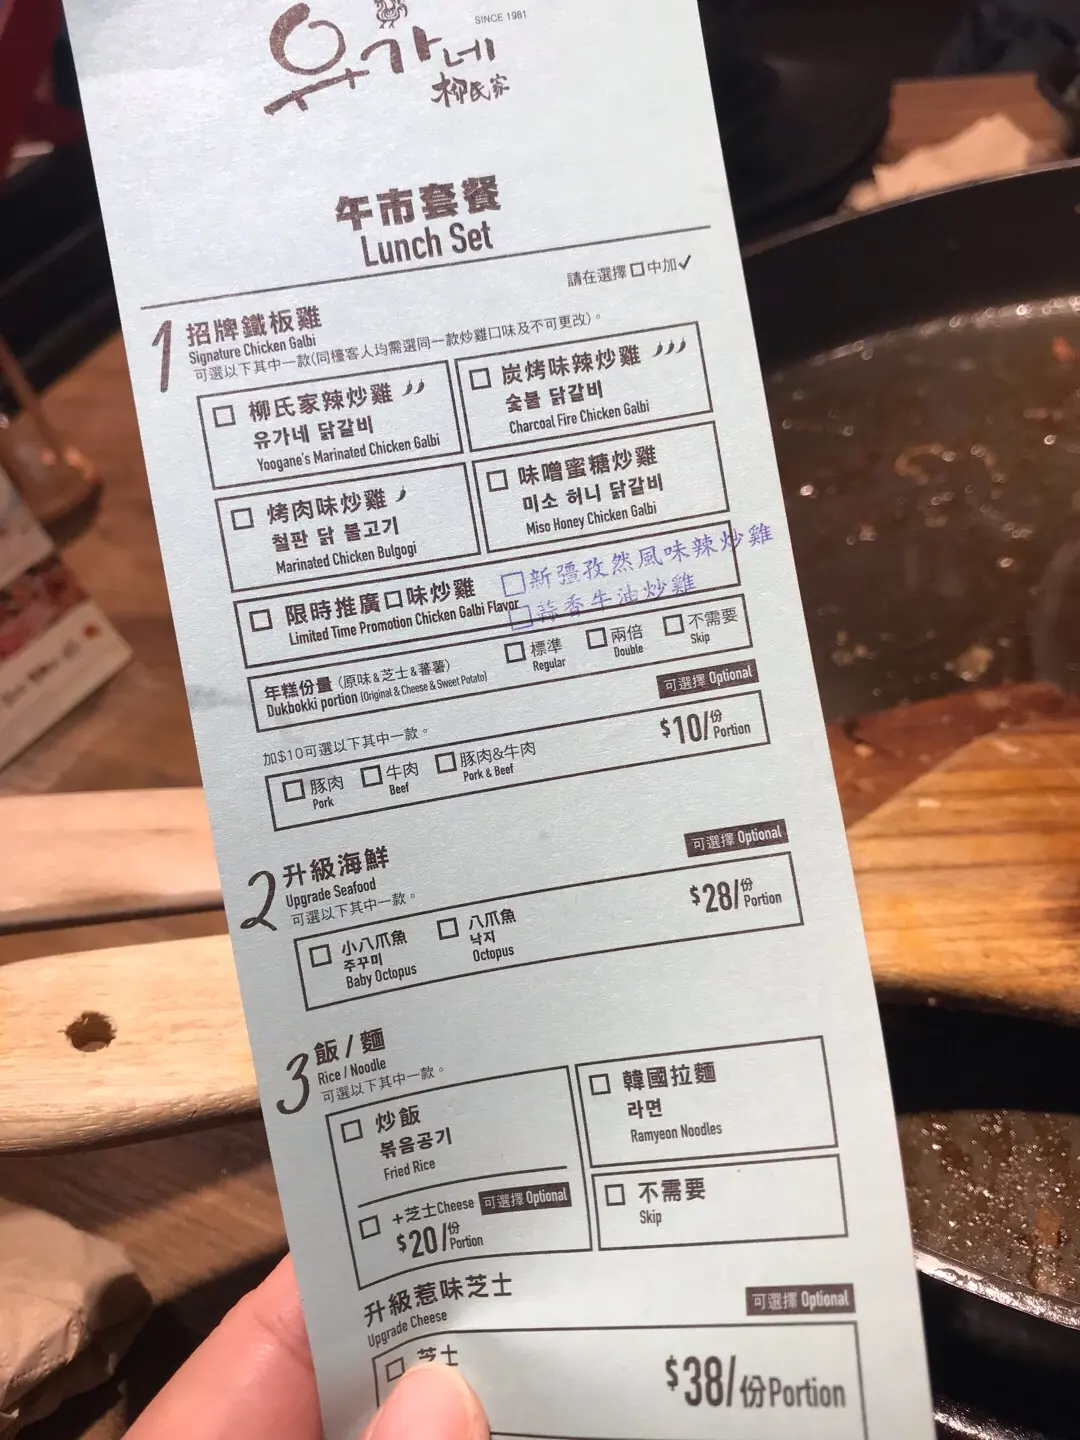 SINCE 1981
유가네
柳氏家
午市套餐
Lunch Set
請在選擇□中加✓
1 招牌鐵板雞
Signature Chicken Galbi
可選以下其中一款(同檯客人均需選同一款炒雞口味及不可更改)。
□ 柳氏家辣炒雞
유가네 닭갈비
Yoogane's Marinated Chicken Galbi
□ 炭烤味辣炒雞
숯불 닭갈비
Charcoal Fire Chicken Galbi
□ 烤肉味炒雞
철판 닭 불고기
Marinated Chicken Bulgogi
□ 味噌蜜糖炒雞
미소 허니 닭갈비
Miso Honey Chicken Galbi
□ 限時推廣口味炒雞
Limited Time Promotion Chicken Galbi Flavor
□新疆孜然風味辣炒雞
□蒜香牛油炒雞
年糕份量 (原味&芝士&蕃薯)
Dukbokki portion (Original & Cheese & Sweet Potato)
□ 標準
Regular
□ 兩倍
Double
□ 不需要
Skip
可選擇 Optional
加$10可選以下其中一款。
□ 豚肉
Pork
□ 牛肉
Beef
□ 豚肉&牛肉
Pork & Beef
$10/份 Portion
2 升級海鮮
Upgrade Seafood
可選以下其中一款。
可選擇 Optional
□ 小八爪魚
주꾸미
Baby Octopus
□ 八爪魚
낙지
Octopus
$28/份 Portion
3 飯/麵
Rice / Noodle
可選以下其中一款。
□ 炒飯
볶음공기
Fried Rice
□ +芝士Cheese 可選擇 Optional
$20/份 Portion
□ 韓國拉麵
라면
Ramyeon Noodles
□ 不需要
Skip
升級惹味芝士
Upgrade Cheese
可選擇 Optional
□ 芝士
$38/份 Portion